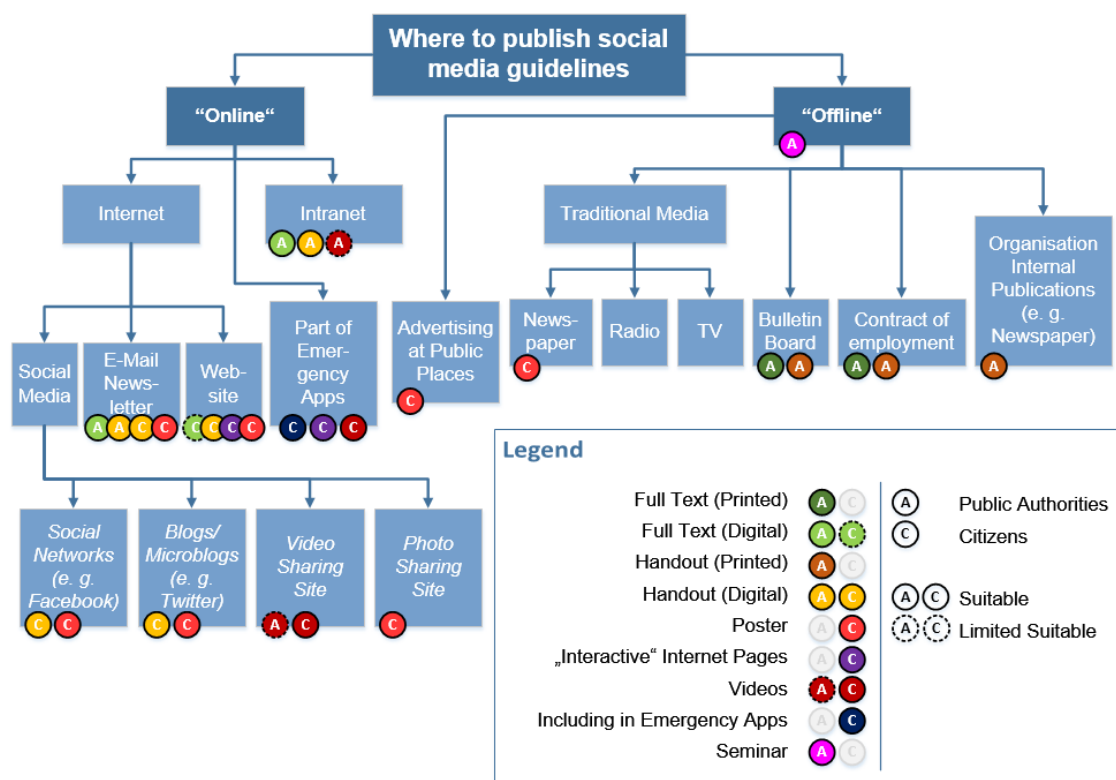 Where to publish social
media guidelines
“Online“
“Offline“
A
Internet
Intranet
A A A
Traditional Media
Organisation
Internal
Publications
(e. g.
Newspaper)
A
Social
Media
E-Mail
News-
letter
A A C C
Web-
site
C C C C
Part of
Emer-
gency
Apps
C C C
Advertising
at Public
Places
C
News-
paper
C
Radio
TV
Bulletin
Board
A A
Contract of
employment
A A
Social
Networks
(e. g.
Facebook)
C C
Blogs/
Microblogs
(e. g.
Twitter)
C C
Video
Sharing
Site
A C
Photo
Sharing
Site
C
Legend
Full Text (Printed) A C
Full Text (Digital) A C
Handout (Printed) A C
Handout (Digital) A C
Poster A C
„Interactive“ Internet Pages A C
Videos A C
Including in Emergency Apps A C
Seminar A C
A Public Authorities
C Citizens
A C Suitable
A C Limited Suitable